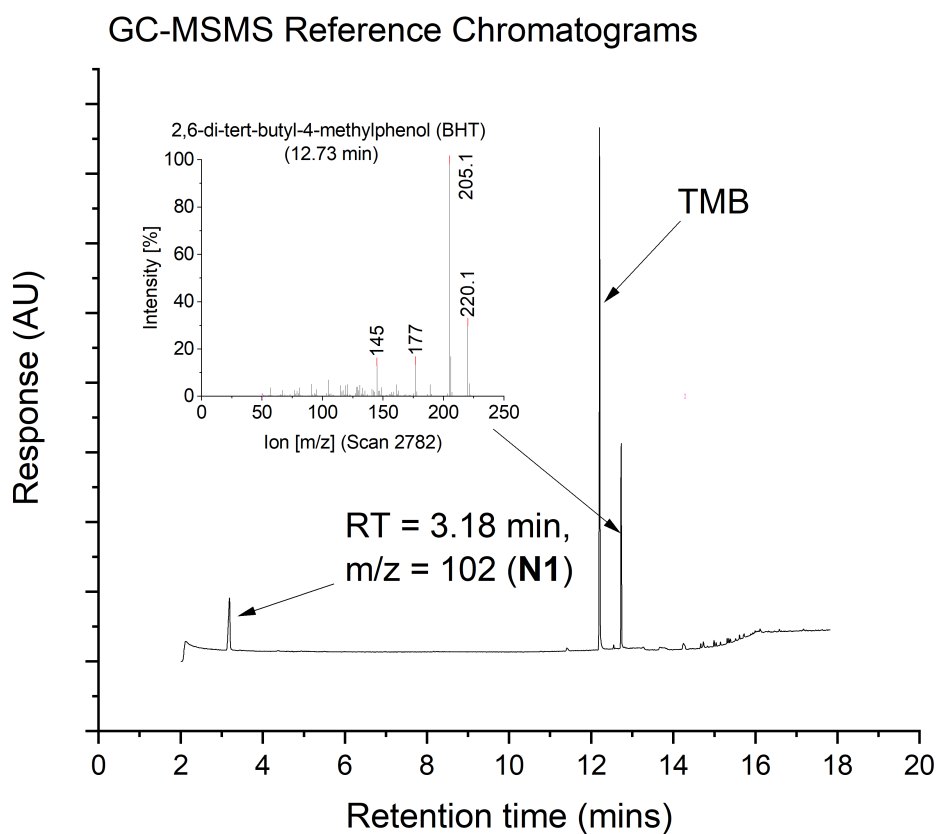 GC-MSMS Reference Chromatograms
2,6-di-tert-butyl-4-methylphenol (BHT)
(12.73 min)
100
80
60
40
20
0
Intensity [%]
205.1
220.1
177
145
0 50 100 150 200 250
Ion [m/z] (Scan 2782)
TMB
RT = 3.18 min,
m/z = 102 (N1)
Response (AU)
0 2 4 6 8 10 12 14 16 18 20
Retention time (mins)